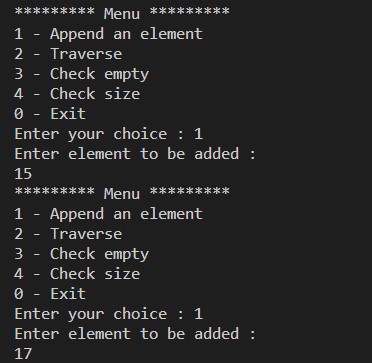 ********* Menu *********
1 - Append an element
2 - Traverse
3 - Check empty
4 - Check size
0 - Exit
Enter your choice : 1
Enter element to be added :
15
********* Menu *********
1 - Append an element
2 - Traverse
3 - Check empty
4 - Check size
0 - Exit
Enter your choice : 1
Enter element to be added :
17